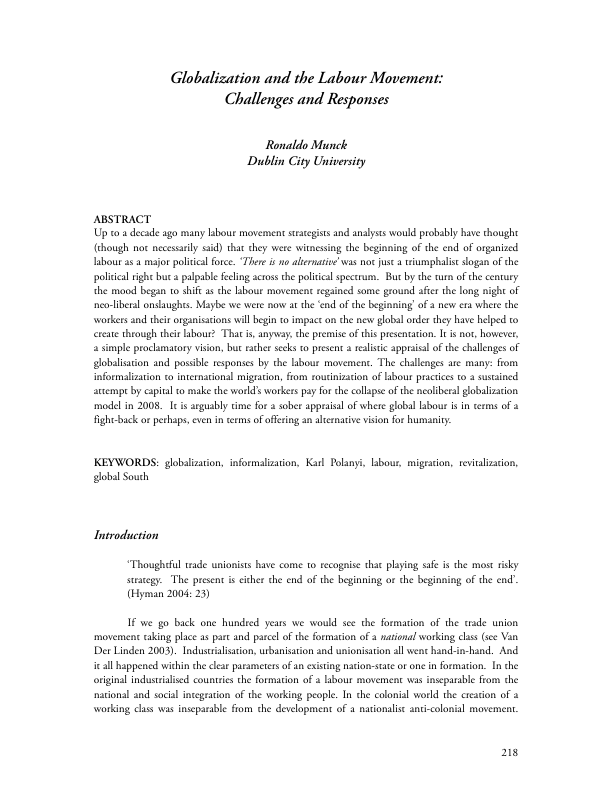 Globalization and the Labour Movement:
Challenges and Responses
Ronaldo Munck
Dublin City University
ABSTRACT
Up to a decade ago many labour movement strategists and analysts would probably have thought
(though not necessarily said) that they were witnessing the beginning of the end of organized
labour as a major political force. ‘There is no alternative’ was not just a triumphalist slogan of the
political right but a palpable feeling across the political spectrum.  But by the turn of the century
the mood began to shift as the labour movement regained some ground after the long night of
neo-liberal onslaughts. Maybe we were now at the ‘end of the beginning’ of a new era where the
workers and their organisations will begin to impact on the new global order they have helped to
create through their labour?  That is, anyway, the premise of this presentation. It is not, however,
a simple proclamatory vision, but rather seeks to present a realistic appraisal of the challenges of
globalisation and possible responses by the labour movement. The challenges are many: from
informalization to international migration, from routinization of labour practices to a sustained
attempt by capital to make the world’s workers pay for the collapse of the neoliberal globalization
model in 2008.  It is arguably time for a sober appraisal of where global labour is in terms of a
fight-back or perhaps, even in terms of offering an alternative vision for humanity.
KEYWORDS: globalization, informalization, Karl Polanyi, labour, migration, revitalization,
global South
Introduction
‘Thoughtful trade unionists have come to recognise that playing safe is the most risky
strategy.  The present is either the end of the beginning or the beginning of the end’.
(Hyman 2004: 23)
If we go back one hundred years we would see the formation of the trade union
movement taking place as part and parcel of the formation of a national working class (see Van
Der Linden 2003).  Industrialisation, urbanisation and unionisation all went hand-in-hand.  And
it all happened within the clear parameters of an existing nation-state or one in formation.  In the
original industrialised countries the formation of a labour movement was inseparable from the
national and social integration of the working people. In the colonial world the creation of a
working class was inseparable from the development of a nationalist anti-colonial movement.
218